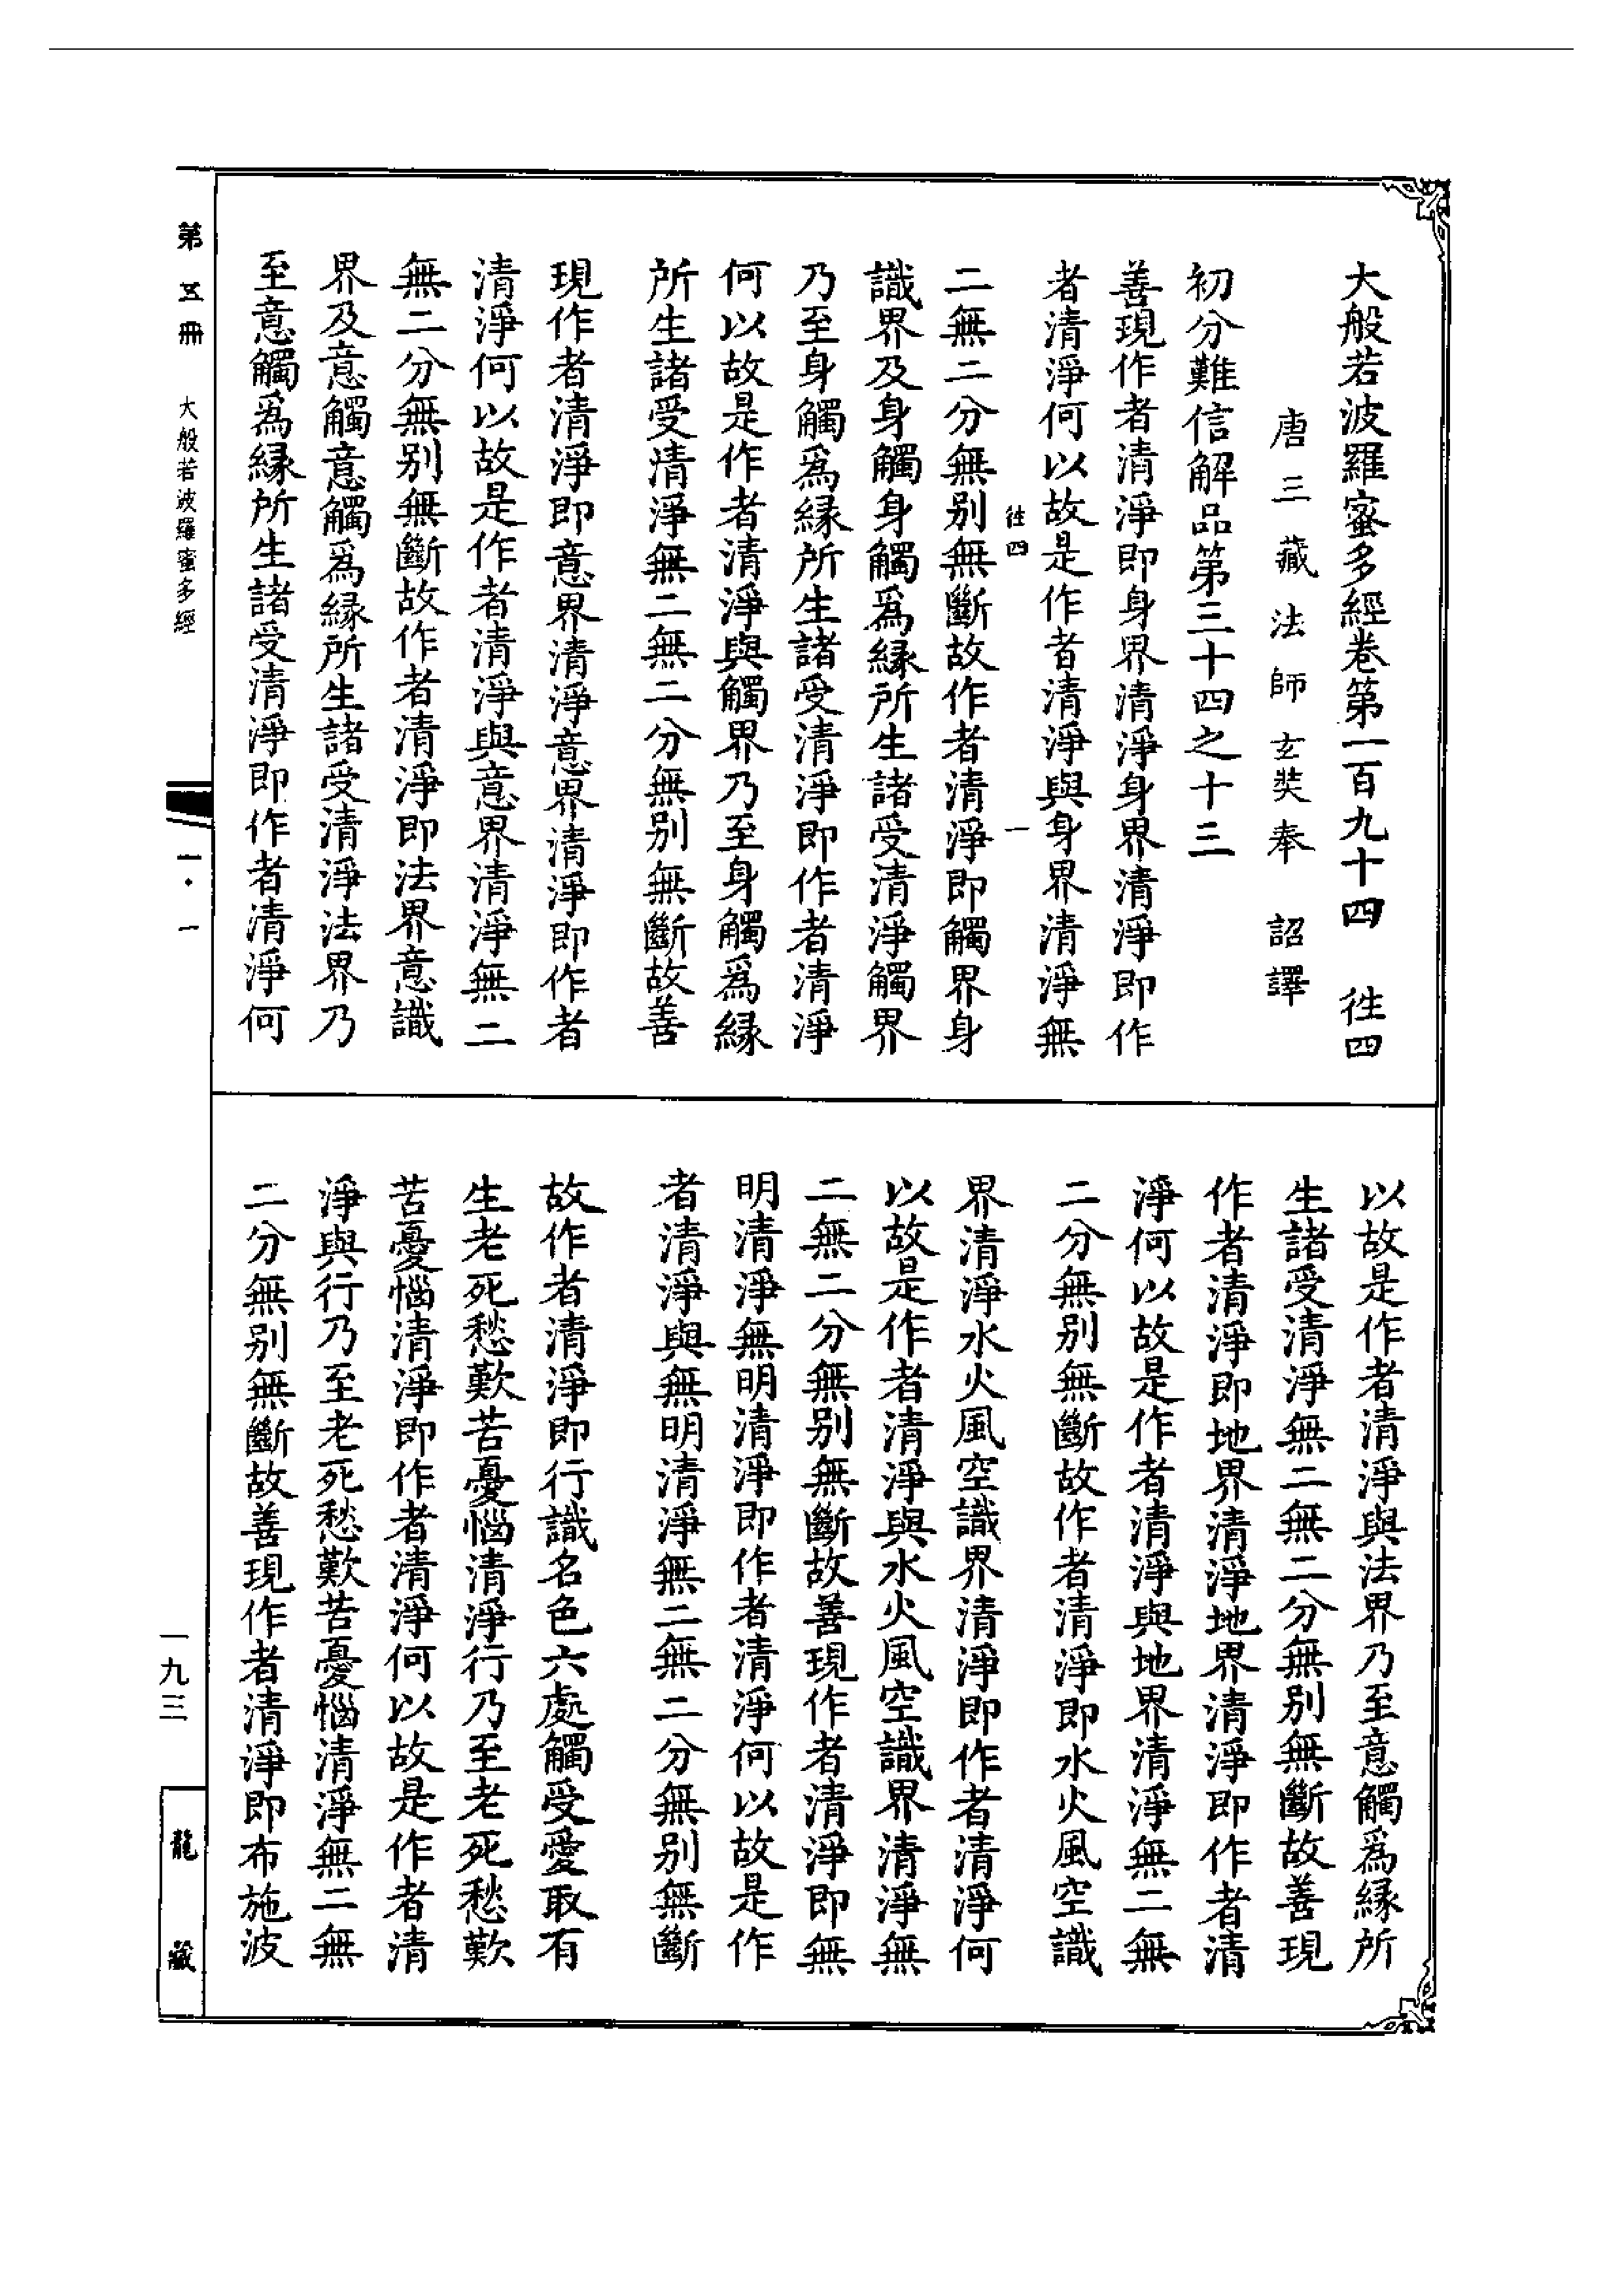 大般若波羅蜜多經卷第一百九十四　徃四
唐三藏法師玄奘奉　詔譯
初分難信解品第三十四之十三
善現作者清淨即身界清淨身界清淨即作
者清淨何以故是作者清淨與身界清淨無
徃四　一
二無二分無别無斷故作者清淨即觸界身
識界及身觸身觸爲縁所生諸受清淨觸界
乃至身觸爲縁所生諸受清淨即作者清淨
何以故是作者清淨與觸界乃至身觸爲縁
所生諸受清淨無二無二分無别無斷故善
現作者清淨即意界清淨意界清淨即作者
清淨何以故是作者清淨與意界清淨無二
無二分無别無斷故作者清淨即法界意識
界及意觸意觸爲縁所生諸受清淨法界乃
至意觸爲縁所生諸受清淨即作者清淨何
以故是作者清淨與法界乃至意觸爲縁所
生諸受清淨無二無二分無别無斷故善現
作者清淨即地界清淨地界清淨即作者清
淨何以故是作者清淨與地界清淨無二無
二分無别無斷故作者清淨即水火風空識
界清淨水火風空識界清淨即作者清淨何
以故是作者清淨與水火風空識界清淨無
二無二分無别無斷故善現作者清淨即無
明清淨無明清淨即作者清淨何以故是作
者清淨與無明清淨無二無二分無别無斷
故作者清淨即行識名色六處觸受愛取有
生老死愁歎苦憂惱清淨行乃至老死愁歎
苦憂惱清淨即作者清淨何以故是作者清
淨與行乃至老死愁歎苦憂惱清淨無二無
二分無别無斷故善現作者清淨即布施波
第五冊　大般若波羅蜜多經
一·一
一九三
龍藏